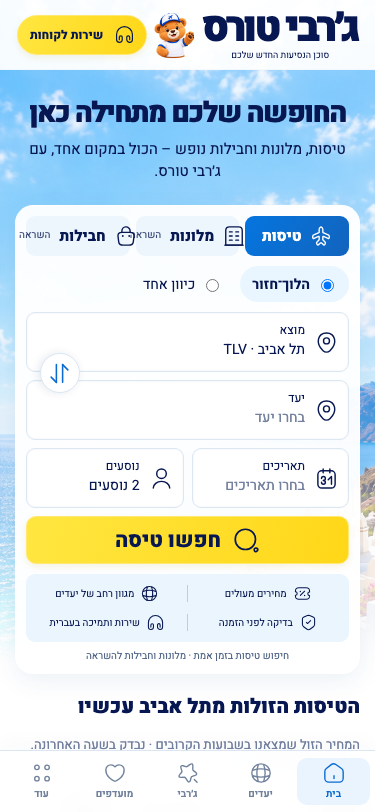 ג׳רבי טורס
סוכן הנסיעות החדש שלכם
שירות לקוחות
החופשה שלכם מתחילה כאן
טיסות, מלונות וחבילות נופש – הכול במקום אחד, עם
ג׳רבי טורס.
טיסות
מלונות
השראה
חבילות
השראה
הלוך־חזור
כיוון אחד
מוצא
תל אביב · TLV
יעד
בחרו יעד
תאריכים
בחרו תאריכים
31
נוסעים
2 נוסעים
חפשו טיסה
מחירים מעולים
מגוון רחב של יעדים
בדיקה לפני הזמנה
שירות ותמיכה בעברית
חיפוש טיסות בזמן אמת · מלונות וחבילות להשראה
הטיסות הזולות מתל אביב עכשיו
המחיר הזול שמצאנו בשבועות הקרובים · נבדק בשעה האחרונה.
בית
יעדים
ג׳רבי
מועדפים
עוד